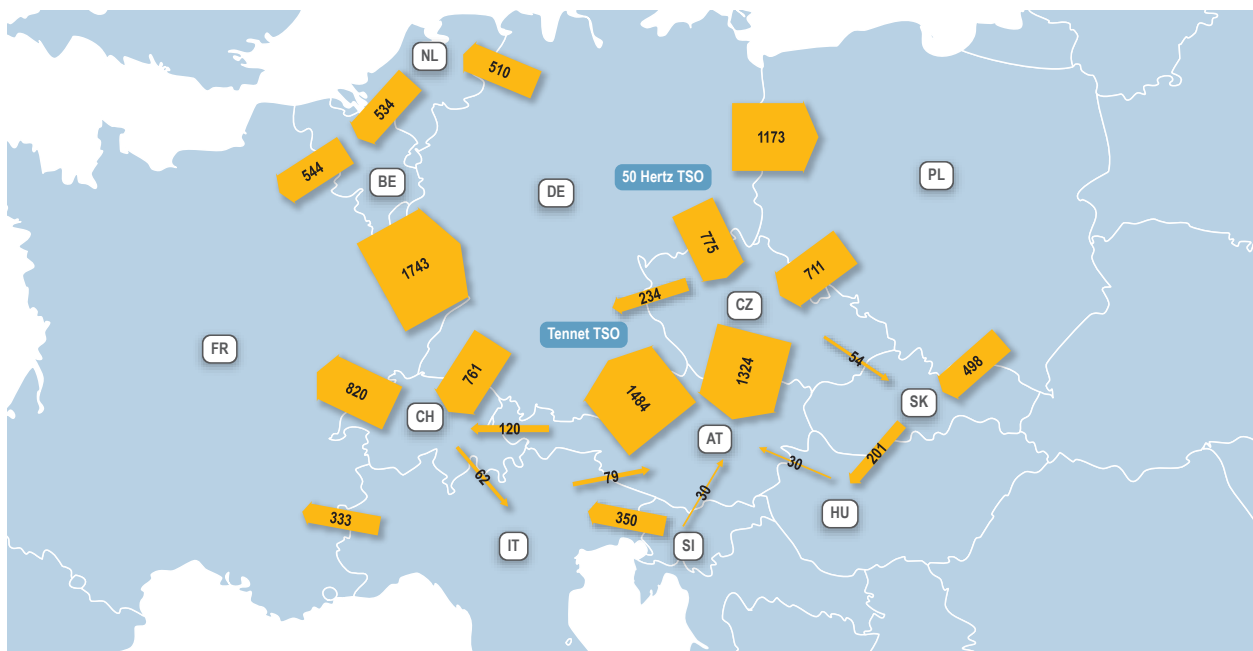 NL
510
534
1173
544
50 Hertz TSO
PL
BE
DE
775
1743
711
234
CZ
Tennet TSO
FR
54
498
1324
761
820
1484
SK
CH
120
AT
201
62
79
30
30
HU
333
350
IT
SI